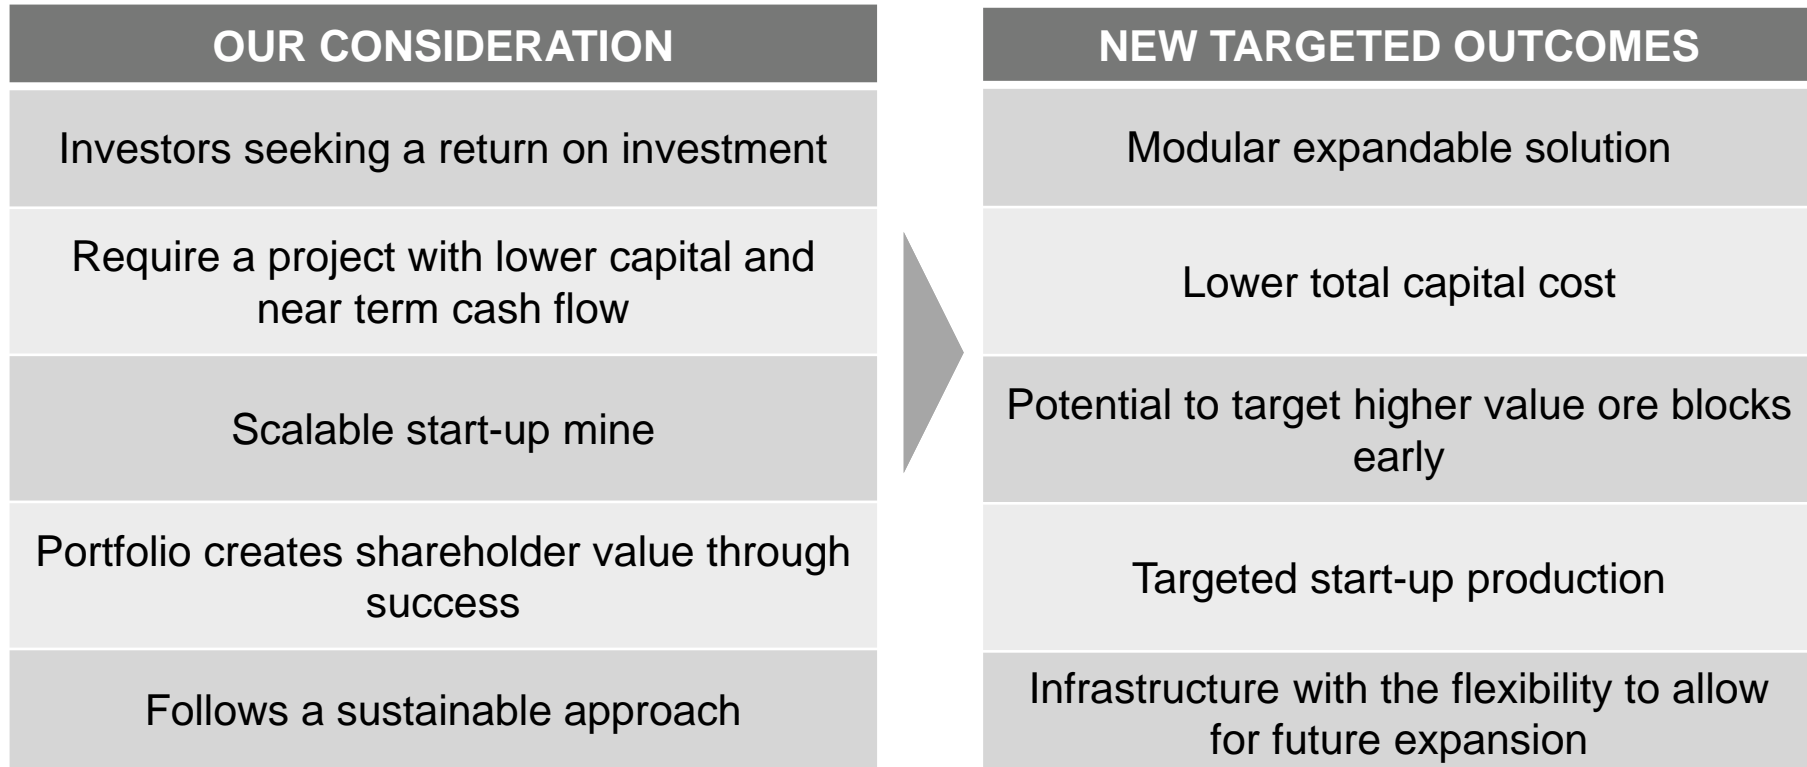 OUR CONSIDERATION
Investors seeking a return on investment
Require a project with lower capital and
near term cash flow
Scalable start-up mine
Portfolio creates shareholder value through
success
Follows a sustainable approach
NEW TARGETED OUTCOMES
Modular expandable solution
Lower total capital cost
Potential to target higher value ore blocks
early
Targeted start-up production
Infrastructure with the flexibility to allow
for future expansion